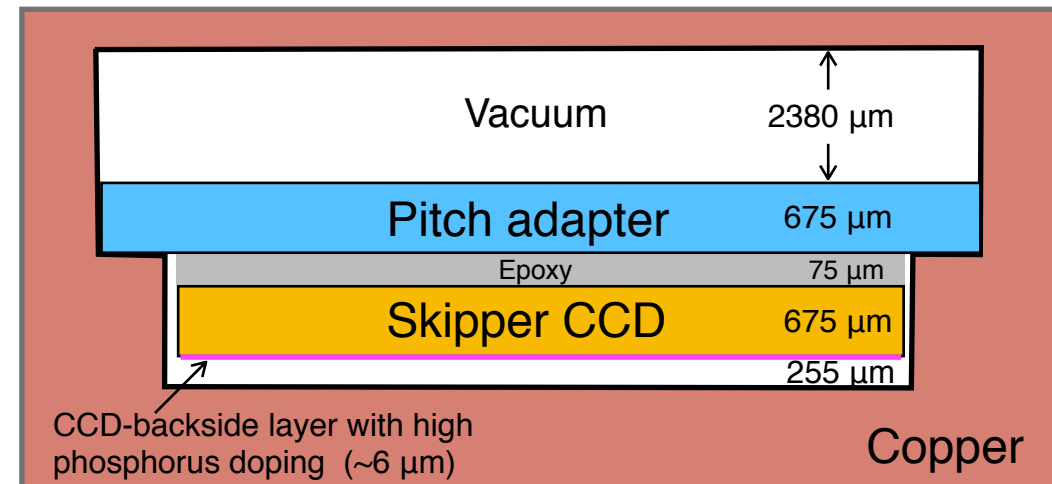 Vacuum
2380 μm
Pitch adapter
675 μm
Epoxy
75 μm
Skipper CCD
675 μm
255 μm
CCD-backside layer with high
phosphorus doping (~6 μm)
Copper